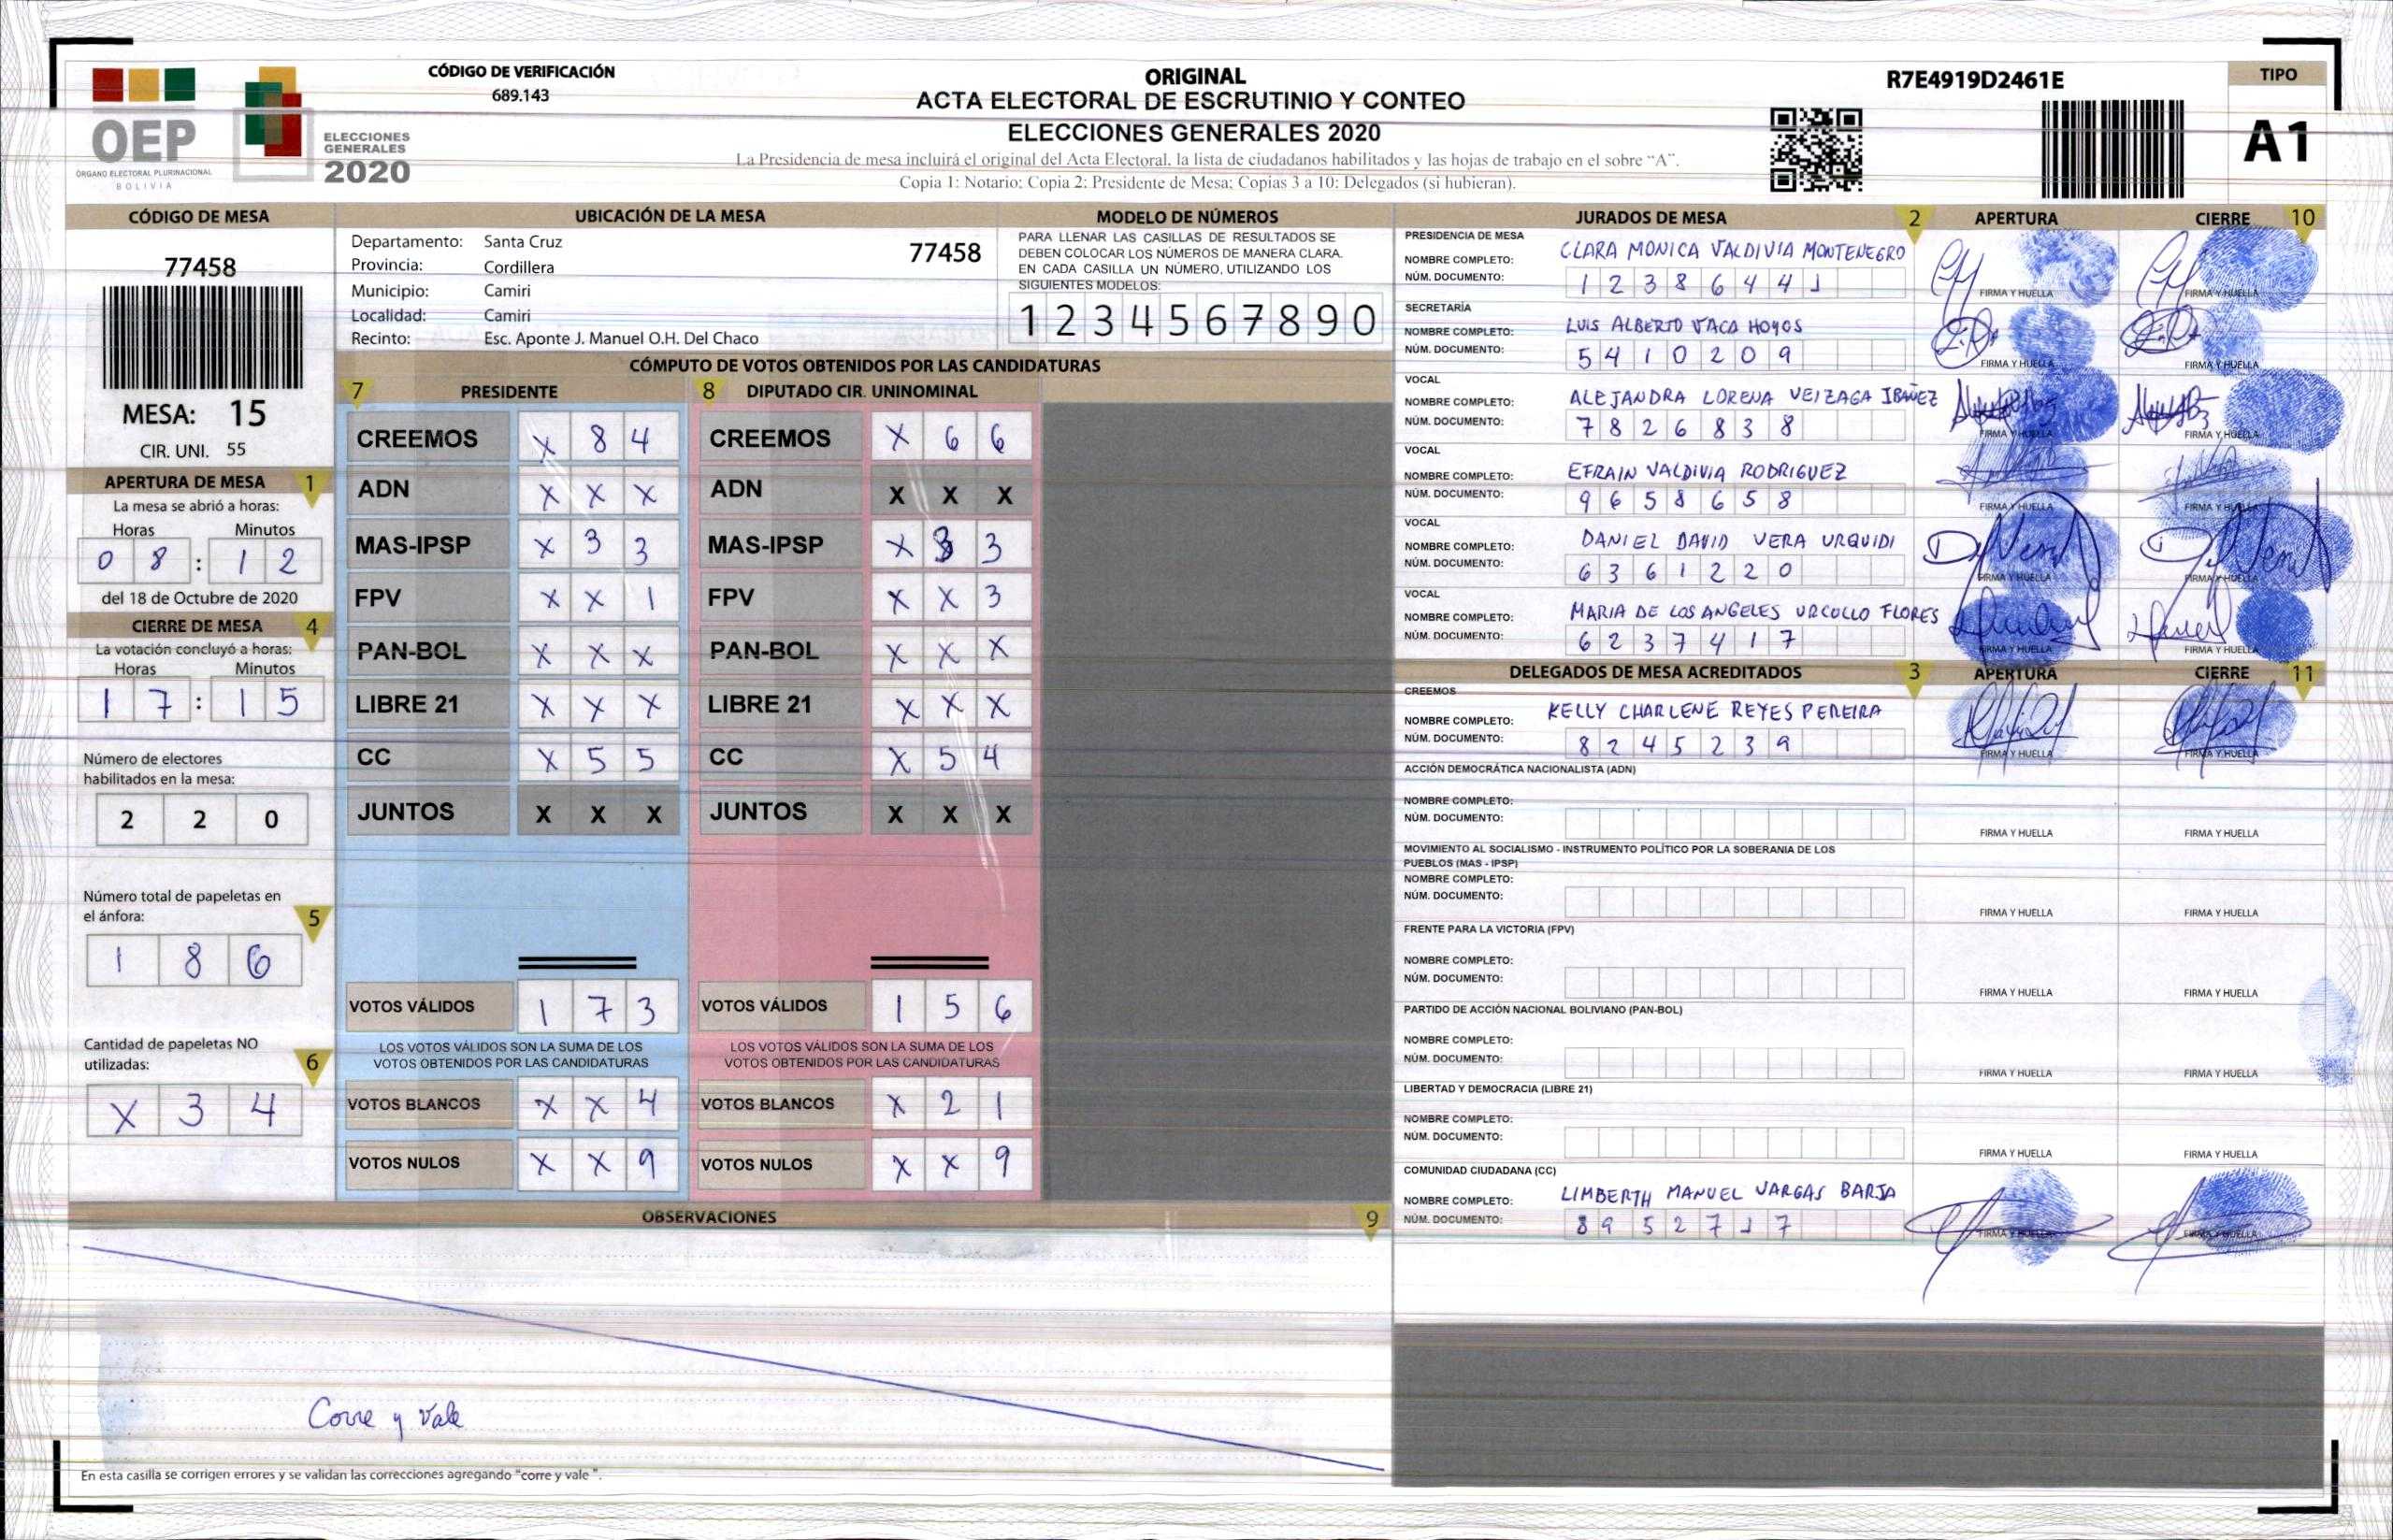 CÓDIGO DE VERIFICACIÓN
689.143
OEP
ÓRGANO ELECTORAL PLURINACIONAL
BOLIVIA
ELECCIONES
GENERALES
2020
ORIGINAL
ACTA ELECTORAL DE ESCRUTINIO Y CONTEO
ELECCIONES GENERALES 2020
La Presidencia de mesa incluirá el original del Acta Electoral, la lista de ciudadanos habilitados y las hojas de trabajo en el sobre “A”.
Copia 1: Notario; Copia 2: Presidente de Mesa; Copias 3 a 10: Delegados (si hubieran).
R7E4919D2461E
TIPO
A1
CÓDIGO DE MESA
77458
MESA: 15
CIR. UNI. 55
UBICACIÓN DE LA MESA
Departamento: Santa Cruz 77458
Provincia: Cordillera
Municipio: Camiri
Localidad: Camiri
Recinto: Esc. Aponte J. Manuel O.H. Del Chaco
MODELO DE NÚMEROS
PARA LLENAR LAS CASILLAS DE RESULTADOS SE
DEBEN COLOCAR LOS NÚMEROS DE MANERA CLARA.
EN CADA CASILLA UN NÚMERO, UTILIZANDO LOS
SIGUIENTES MODELOS:
1 2 3 4 5 6 7 8 9 0
APERTURA DE MESA 1
La mesa se abrió a horas:
Horas Minutos
0 8 : 1 2
del 18 de Octubre de 2020
CIERRE DE MESA 4
La votación concluyó a horas:
Horas Minutos
1 7 : 1 5
Número de electores
habilitados en la mesa:
2 2 0
Número total de papeletas en
el ánfora: 5
1 8 6
Cantidad de papeletas NO
utilizadas: 6
X 3 4
CÓMPUTO DE VOTOS OBTENIDOS POR LAS CANDIDATURAS
7 PRESIDENTE
CREEMOS X 8 4
ADN X X X
MAS-IPSP X 3 3
FPV X X 1
PAN-BOL X X X
LIBRE 21 X X X
CC X 5 5
JUNTOS X X X
VOTOS VÁLIDOS 1 7 3
LOS VOTOS VÁLIDOS SON LA SUMA DE LOS
VOTOS OBTENIDOS POR LAS CANDIDATURAS
VOTOS BLANCOS X X 4
VOTOS NULOS X X 9
8 DIPUTADO CIR. UNINOMINAL
CREEMOS X 6 6
ADN X X X
MAS-IPSP X 3 3
FPV X X 3
PAN-BOL X X X
LIBRE 21 X X X
CC X 5 4
JUNTOS X X X
VOTOS VÁLIDOS 1 5 6
LOS VOTOS VÁLIDOS SON LA SUMA DE LOS
VOTOS OBTENIDOS POR LAS CANDIDATURAS
VOTOS BLANCOS X 2 1
VOTOS NULOS X X 9
OBSERVACIONES 9
Corre y Vale
En esta casilla se corrigen errores y se validan las correcciones agregando "corre y vale ".
JURADOS DE MESA 2 APERTURA CIERRE 10
PRESIDENCIA DE MESA
NOMBRE COMPLETO: CLARA MONICA VALDIVIA MONTENEGRO
NÚM. DOCUMENTO: 1 2 3 8 6 4 4 1
FIRMA Y HUELLA FIRMA Y HUELLA
SECRETARÍA
NOMBRE COMPLETO: LUIS ALBERTO VACA HOYOS
NÚM. DOCUMENTO: 5 4 1 0 2 0 9
FIRMA Y HUELLA FIRMA Y HUELLA
VOCAL
NOMBRE COMPLETO: ALEJANDRA LORENA VEIZAGA IBAÑEZ
NÚM. DOCUMENTO: 7 8 2 6 8 3 8
FIRMA Y HUELLA FIRMA Y HUELLA
VOCAL
NOMBRE COMPLETO: EFRAIN VALDIVIA RODRIGUEZ
NÚM. DOCUMENTO: 9 6 5 8 6 5 8
FIRMA Y HUELLA FIRMA Y HUELLA
VOCAL
NOMBRE COMPLETO: DANIEL DAVID VERA URQUIDI
NÚM. DOCUMENTO: 6 3 6 1 2 2 0
FIRMA Y HUELLA FIRMA Y HUELLA
VOCAL
NOMBRE COMPLETO: MARIA DE LOS ANGELES URCULLO FLORES
NÚM. DOCUMENTO: 6 2 3 7 4 1 7
FIRMA Y HUELLA FIRMA Y HUELLA
DELEGADOS DE MESA ACREDITADOS 3 APERTURA CIERRE 11
CREEMOS
NOMBRE COMPLETO: KELLY CHARLENE REYES PEREIRA
NÚM. DOCUMENTO: 8 2 4 5 2 3 9
FIRMA Y HUELLA FIRMA Y HUELLA
ACCIÓN DEMOCRÁTICA NACIONALISTA (ADN)
NOMBRE COMPLETO:
NÚM. DOCUMENTO:
FIRMA Y HUELLA FIRMA Y HUELLA
MOVIMIENTO AL SOCIALISMO - INSTRUMENTO POLÍTICO POR LA SOBERANIA DE LOS
PUEBLOS (MAS - IPSP)
NOMBRE COMPLETO:
NÚM. DOCUMENTO:
FIRMA Y HUELLA FIRMA Y HUELLA
FRENTE PARA LA VICTORIA (FPV)
NOMBRE COMPLETO:
NÚM. DOCUMENTO:
FIRMA Y HUELLA FIRMA Y HUELLA
PARTIDO DE ACCIÓN NACIONAL BOLIVIANO (PAN-BOL)
NOMBRE COMPLETO:
NÚM. DOCUMENTO:
FIRMA Y HUELLA FIRMA Y HUELLA
LIBERTAD Y DEMOCRACIA (LIBRE 21)
NOMBRE COMPLETO:
NÚM. DOCUMENTO:
FIRMA Y HUELLA FIRMA Y HUELLA
COMUNIDAD CIUDADANA (CC)
NOMBRE COMPLETO: LIMBERTH MANUEL VARGAS BARJA
NÚM. DOCUMENTO: 8 9 5 2 7 1 7
FIRMA Y HUELLA FIRMA Y HUELLA